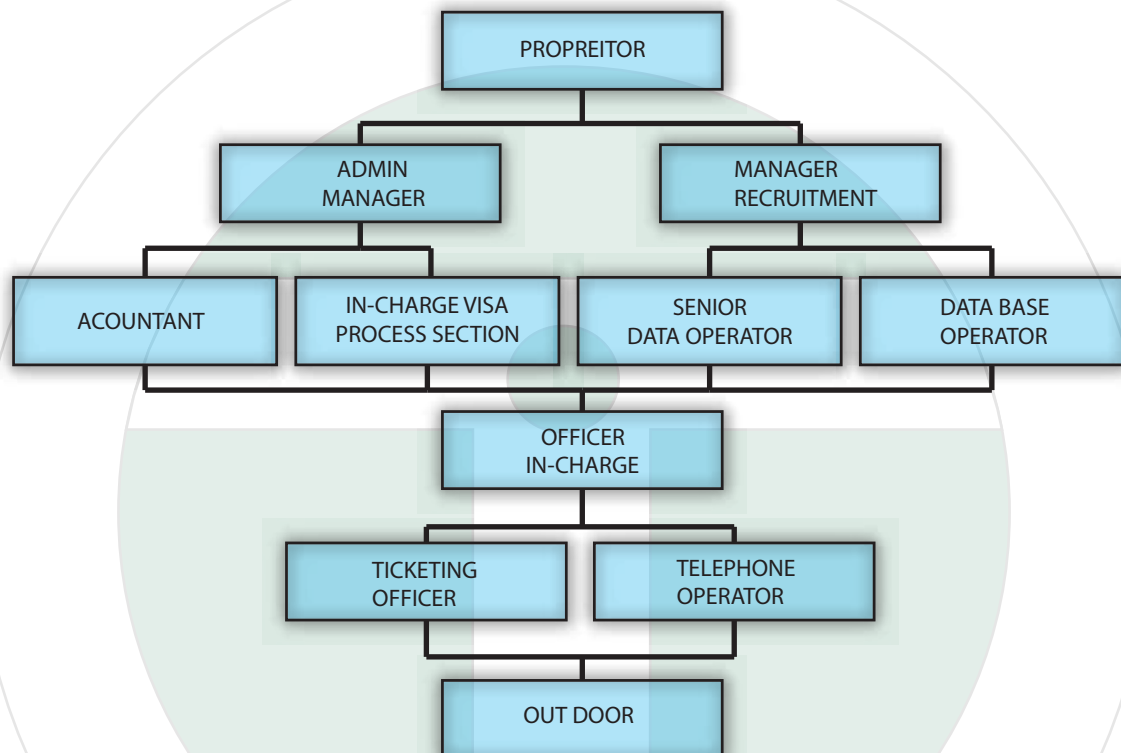 PROPREITOR
ADMIN
MANAGER
MANAGER
RECRUITMENT
ACOUNTANT
IN-CHARGE VISA
PROCESS SECTION
SENIOR
DATA OPERATOR
DATA BASE
OPERATOR
OFFICER
IN-CHARGE
TICKETING
OFFICER
TELEPHONE
OPERATOR
OUT DOOR